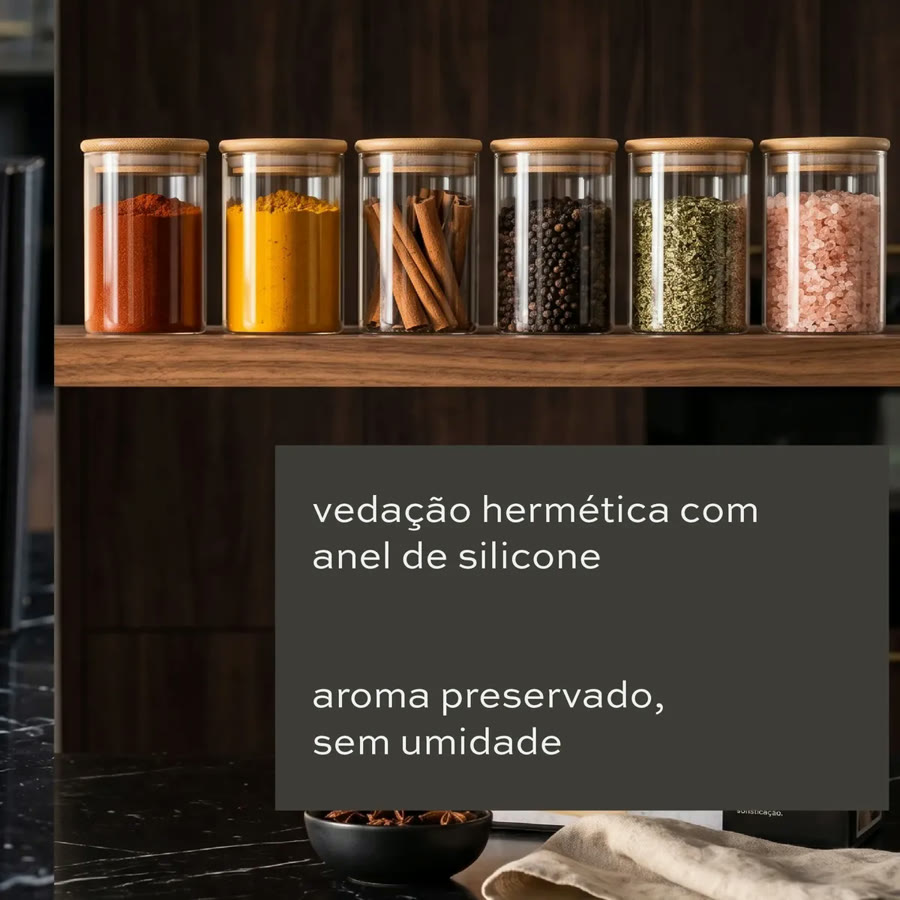 vedação hermética com
anel de silicone
aroma preservado,
sem umidade